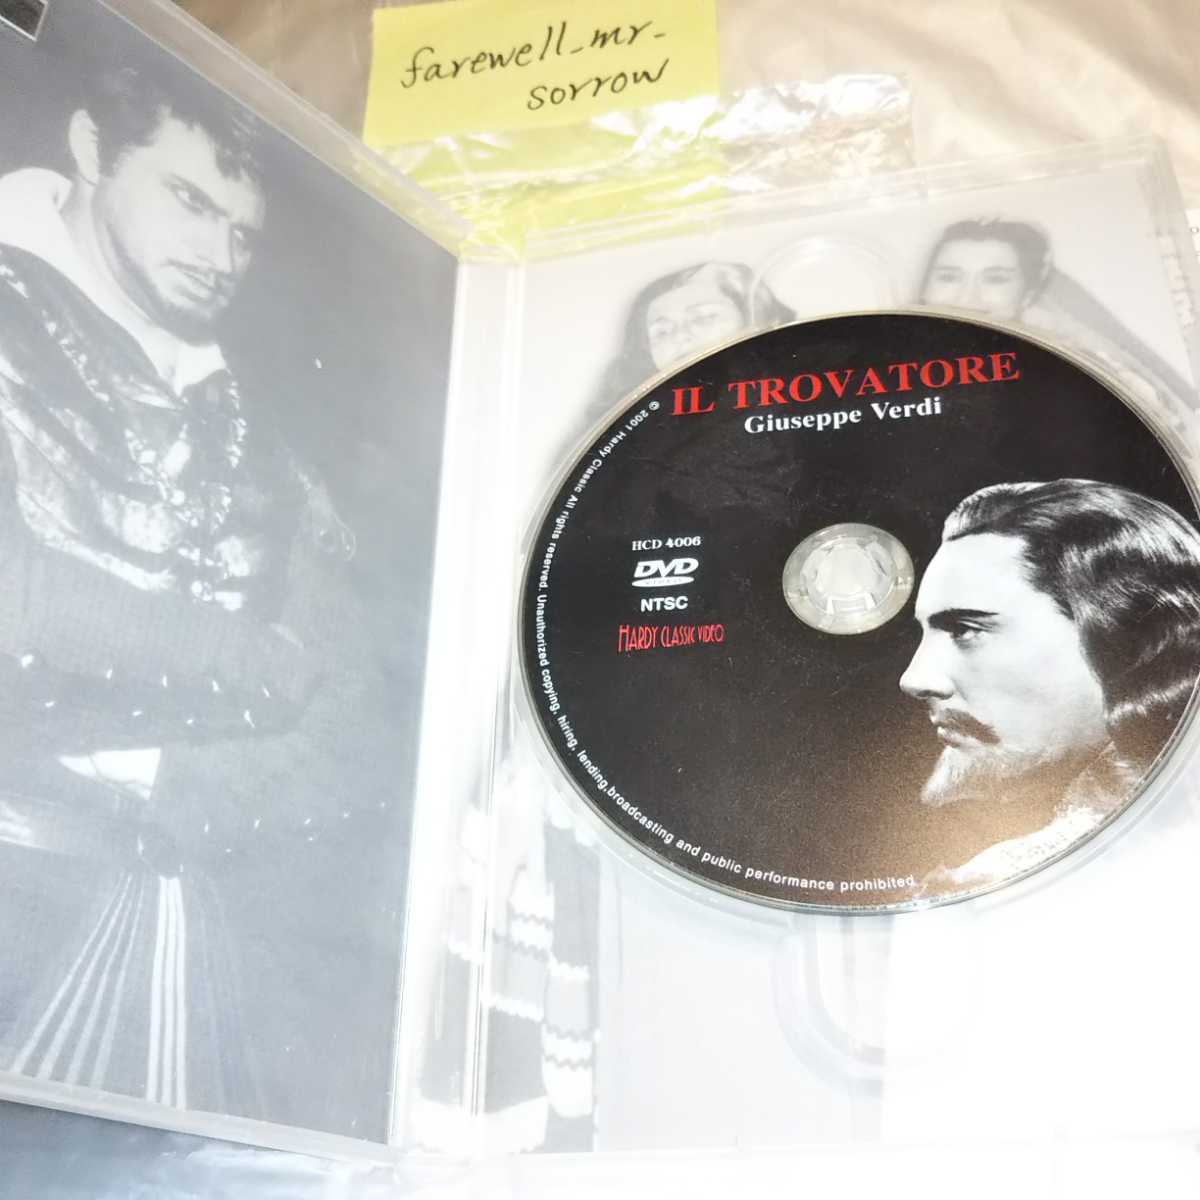 farewell_mr_
sorrow
IL TROVATORE
Giuseppe Verdi
HCD 4006
DVD
VIDEO
NTSC
HARDY CLASSIC VIDEO
© 2001 Hardy Classic All rights reserved. Unauthorized copying, hiring, lending,broadcasting and public performance prohibited